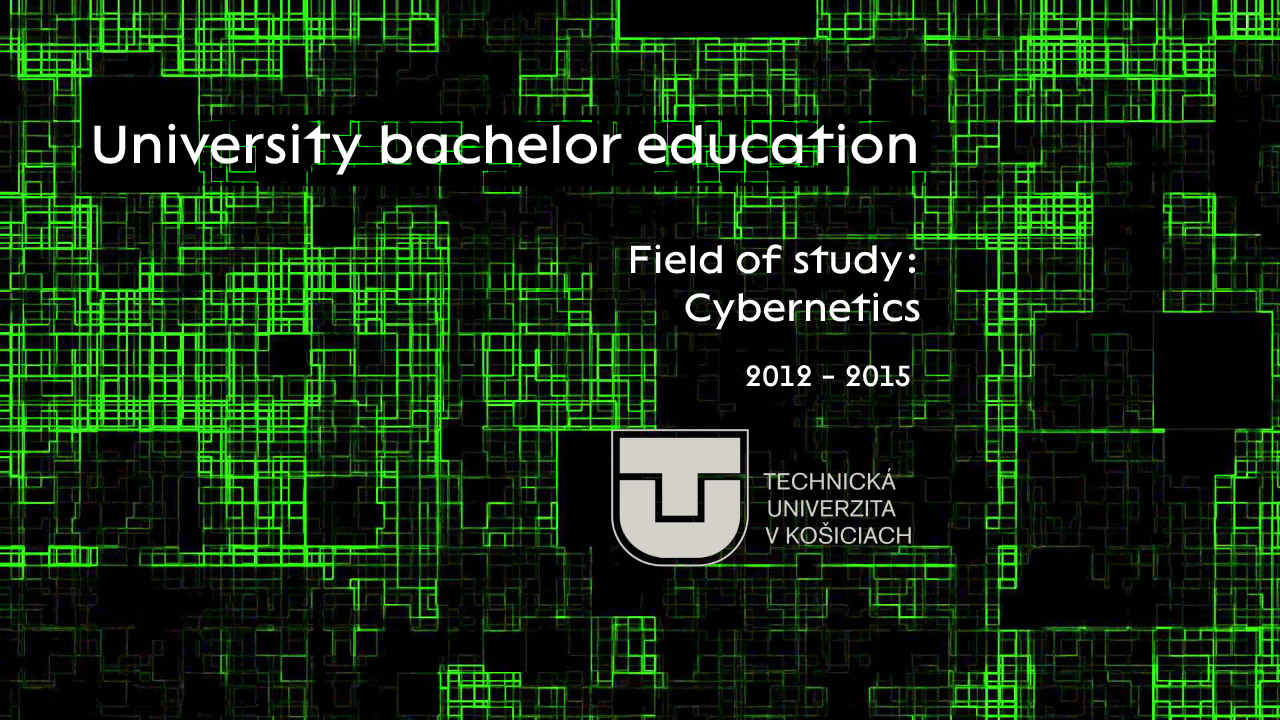 University bachelor education
Field of study:
Cybernetics
2012 - 2015
TECHNICKÁ
UNIVERZITA
V KOŠICIACH